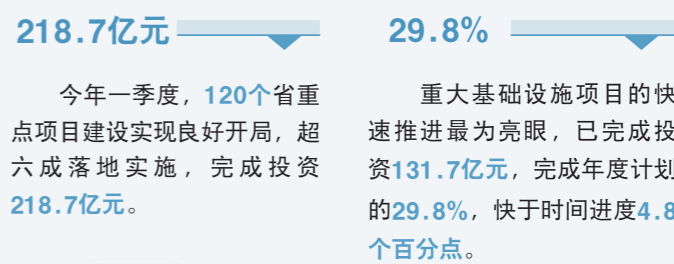 218.7亿元
今年一季度，120个省重
点项目建设实现良好开局，超
六成落地实施，完成投资
218.7亿元。
29.8%
重大基础设施项目的快
速推进最为亮眼，已完成投
资131.7亿元，完成年度计划
的29.8%，快于时间进度4.8
个百分点。